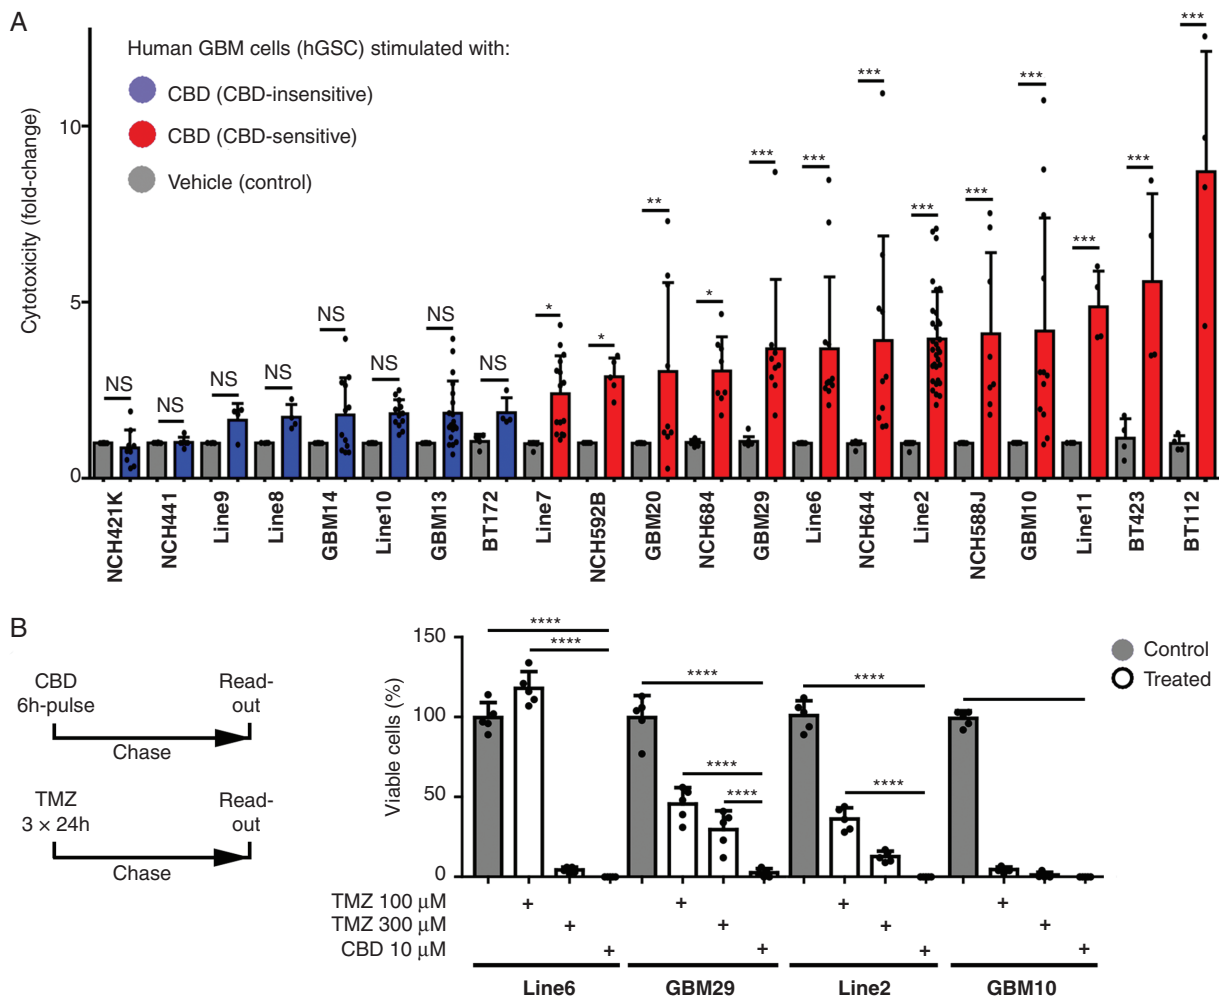 A
Human GBM cells (hGSC) stimulated with:
CBD (CBD-insensitive)
CBD (CBD-sensitive)
Vehicle (control)
Cytotoxicity (fold-change)
10
5
0
NS
NS
NS
NS
NS
NS
NS
NS
*
*
**
*
***
***
***
***
***
***
***
***
***
NCH421K
NCH441
Line9
Line8
GBM14
Line10
GBM13
BT172
Line7
NCH592B
GBM20
NCH684
GBM29
Line6
NCH644
Line2
NCH588J
GBM10
Line11
BT423
BT112
B
CBD
6h-pulse
Read-
out
Chase
TMZ
3 × 24h
Read-
out
Chase
Viable cells (%)
150
100
50
0
****
****
****
****
****
****
****
Control
Treated
TMZ 100 μM + + + +
TMZ 300 μM + + + +
CBD 10 μM + + + +
Line6 GBM29 Line2 GBM10